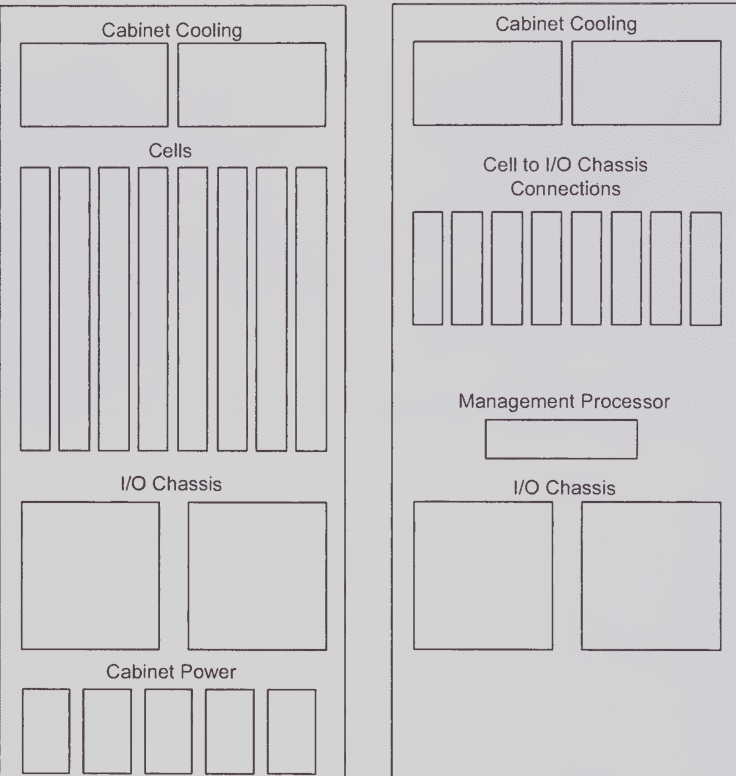 Cabinet Cooling
Cells
I/O Chassis
Cabinet Power
Cabinet Cooling
Cell to I/O Chassis
Connections
Management Processor
I/O Chassis